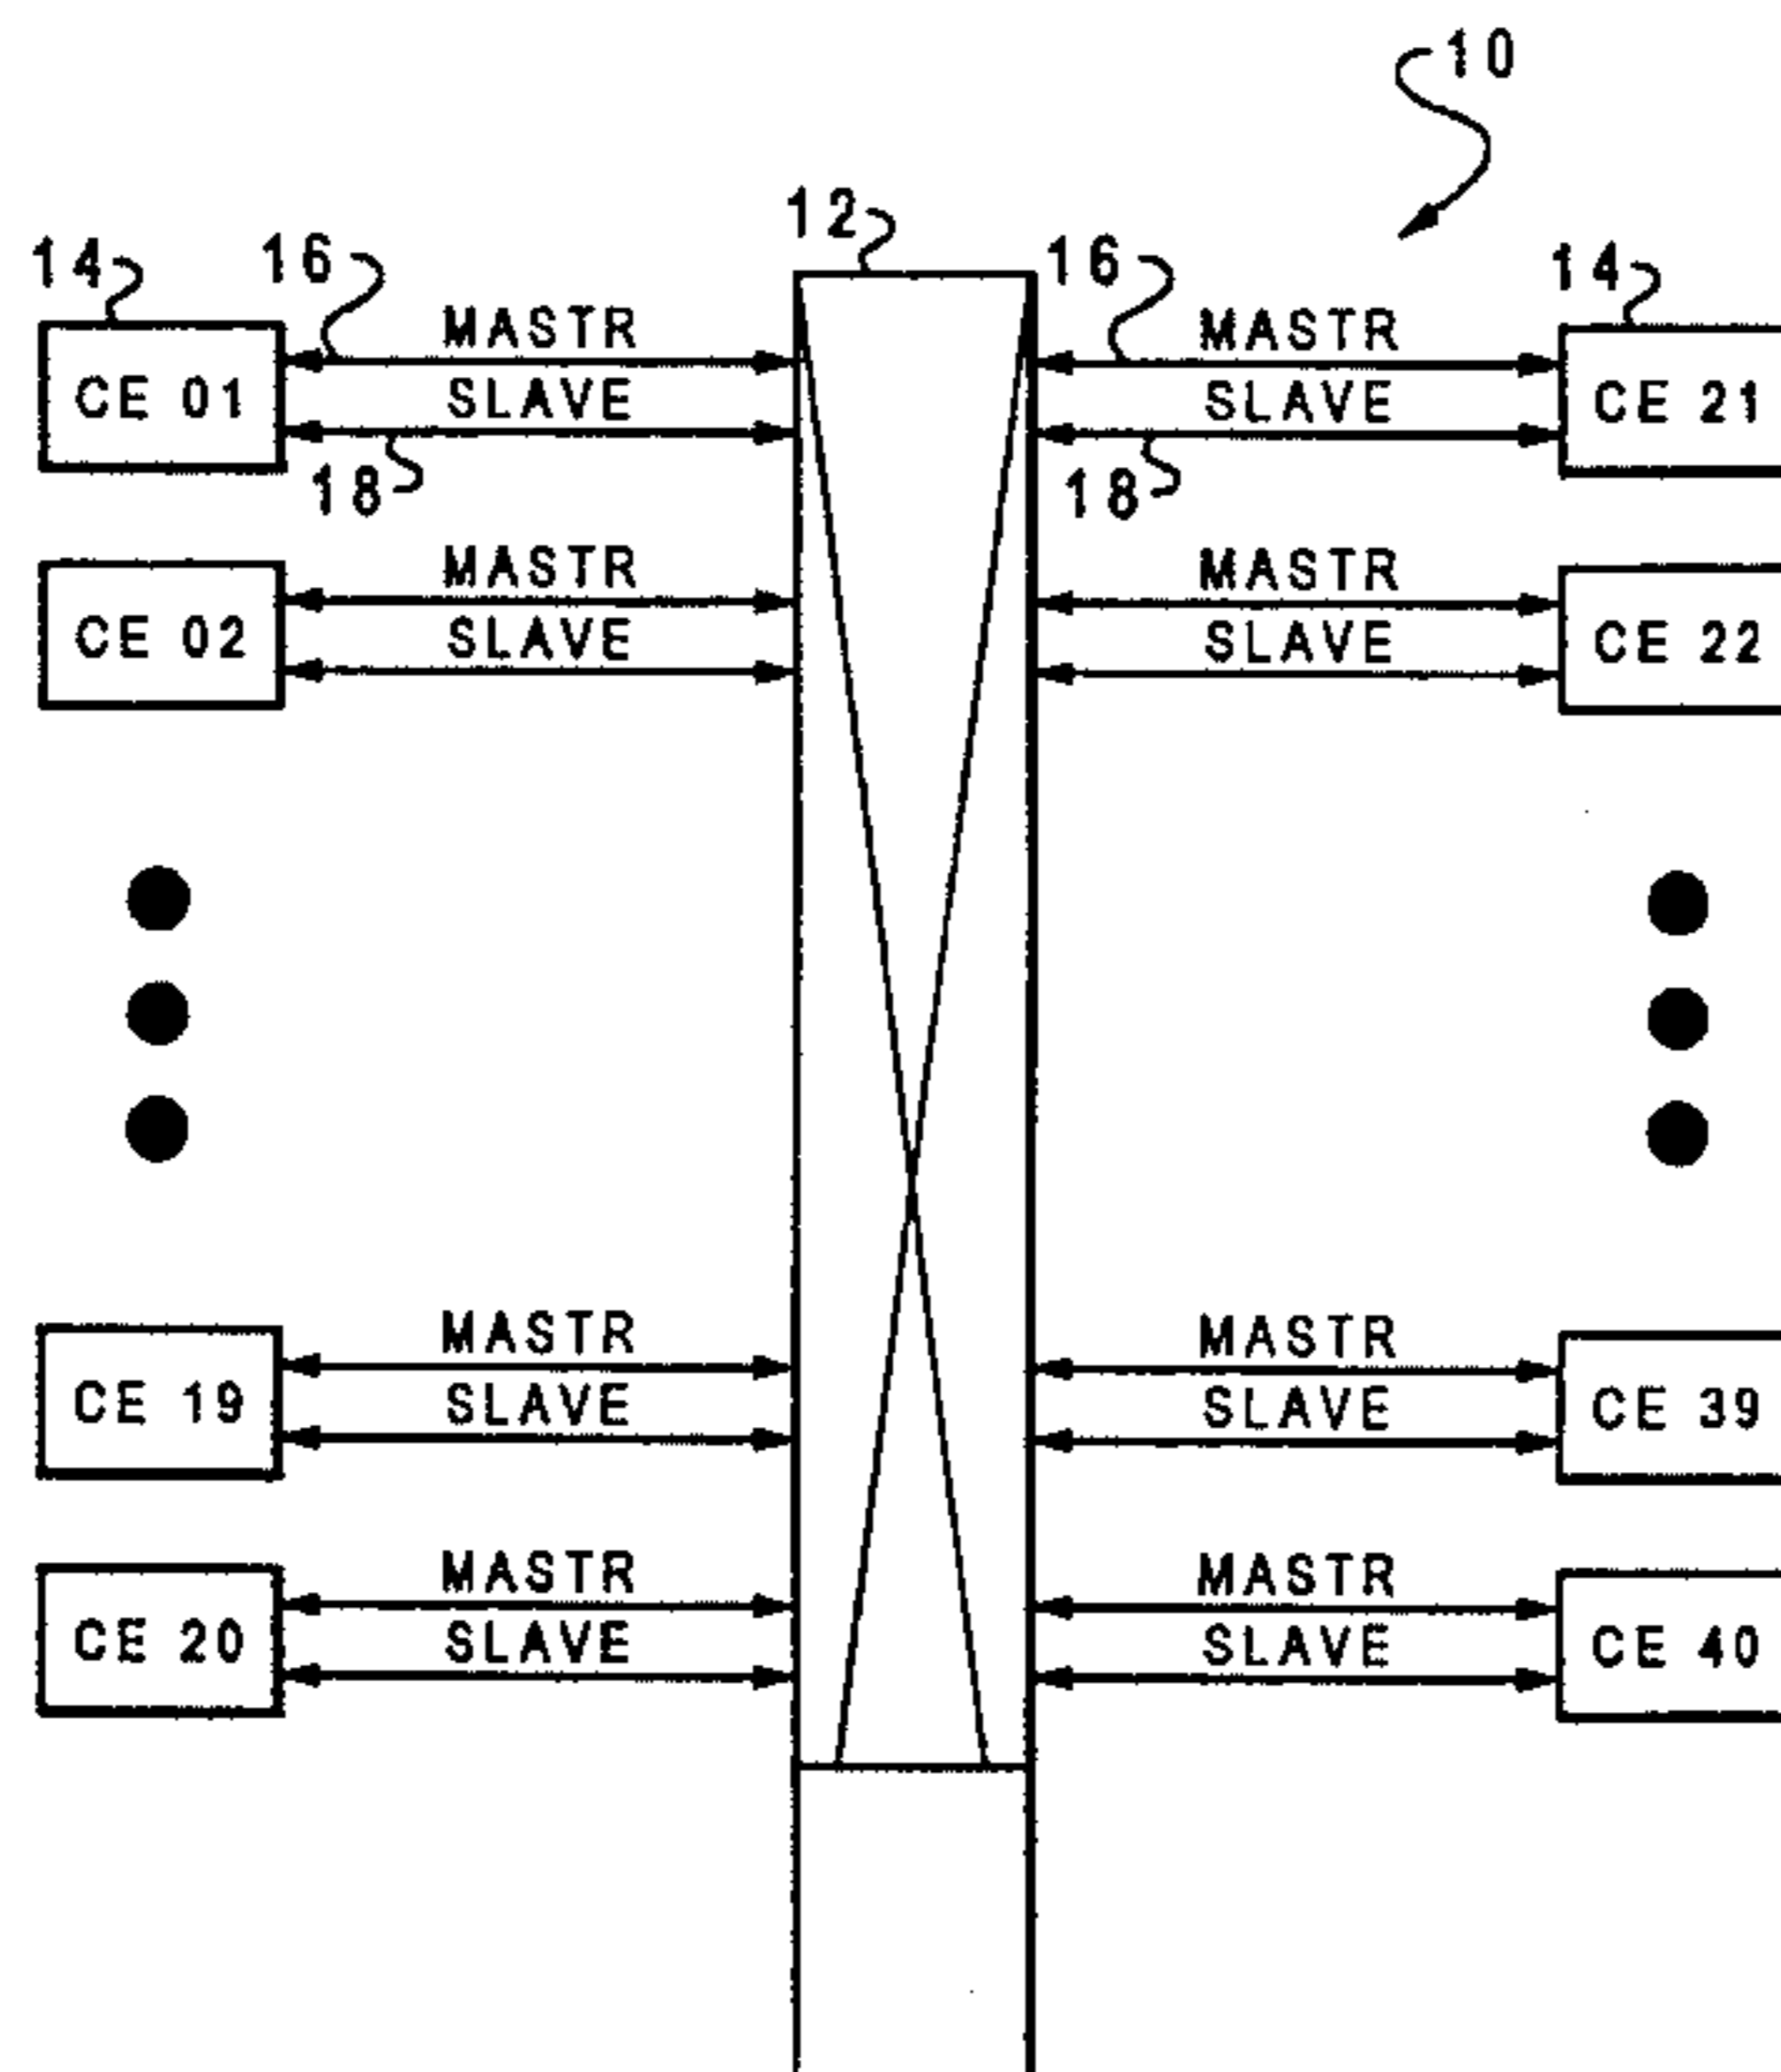 10
12
14 16 16 14
MASTR MASTR
CE 01 SLAVE SLAVE CE 21
18 18
MASTR MASTR
CE 02 SLAVE SLAVE CE 22
MASTR MASTR
CE 19 SLAVE SLAVE CE 39
MASTR MASTR
CE 20 SLAVE SLAVE CE 40